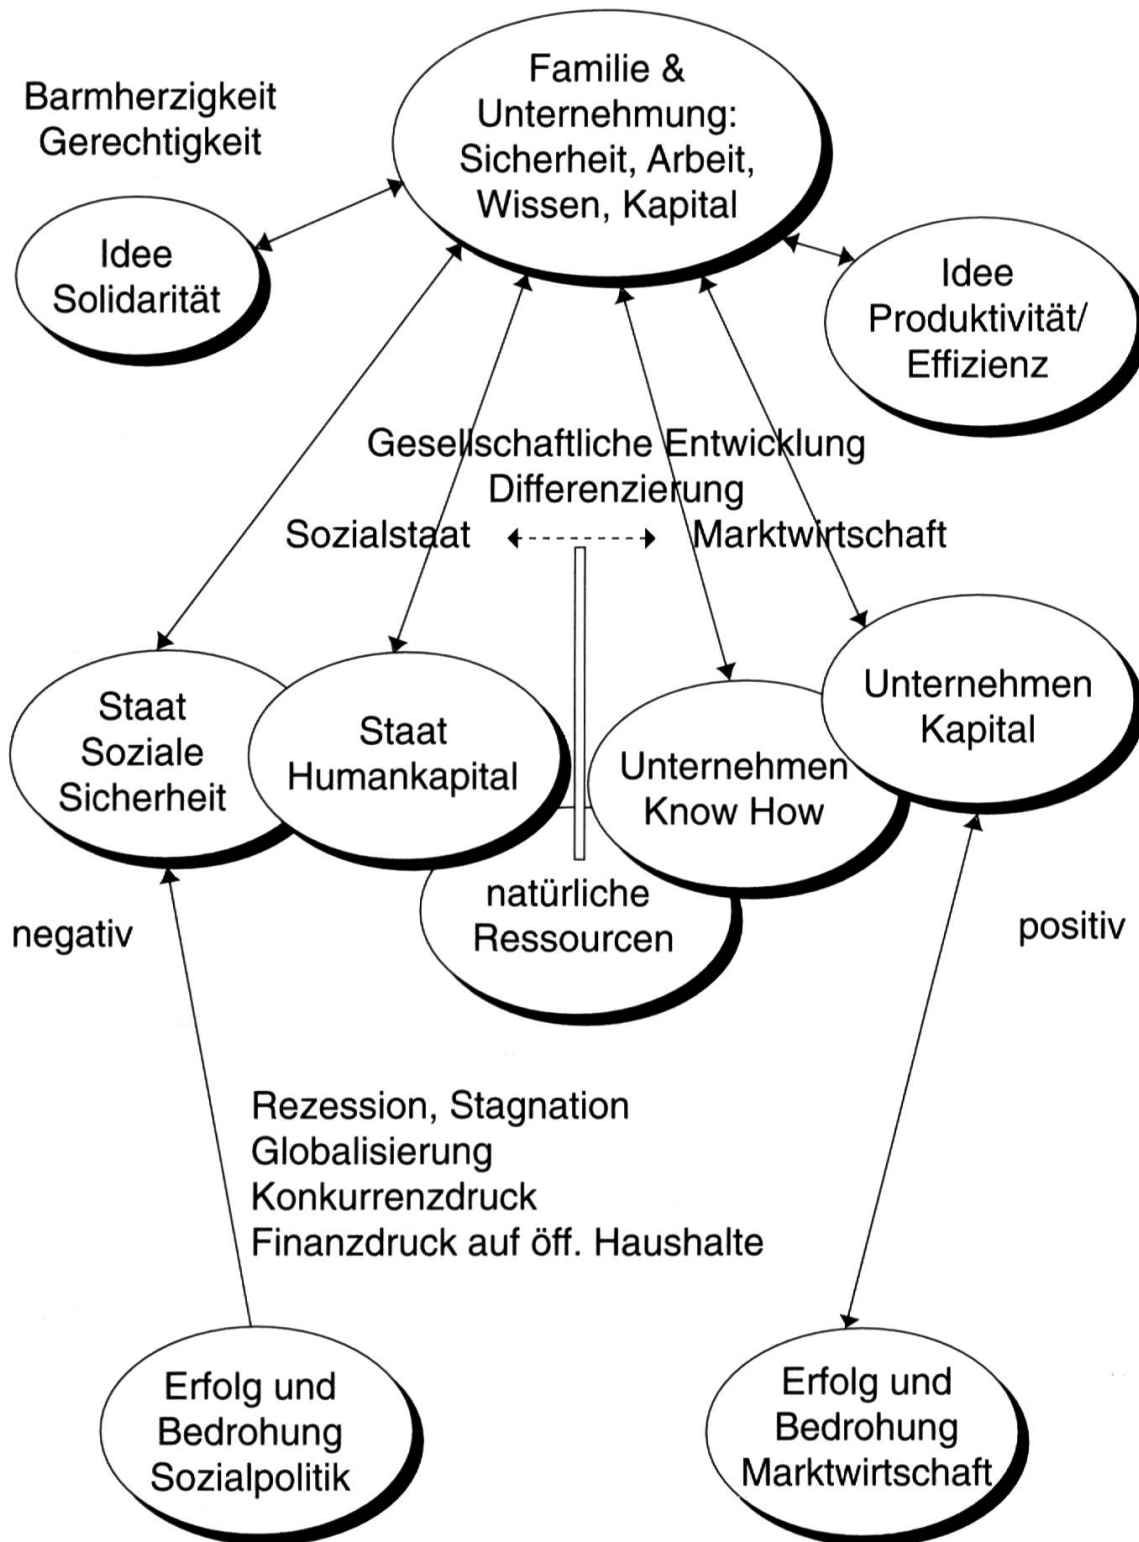 Familie &
Unternehmung:
Sicherheit, Arbeit,
Wissen, Kapital
Barmherzigkeit
Gerechtigkeit
Idee
Solidarität
Idee
Produktivität/
Effizienz
Gesellschaftliche Entwicklung
Differenzierung
Sozialstaat
Marktwirtschaft
Staat
Soziale
Sicherheit
Staat
Humankapital
Unternehmen
Know How
Unternehmen
Kapital
natürliche
Ressourcen
negativ
positiv
Rezession, Stagnation
Globalisierung
Konkurrenzdruck
Finanzdruck auf öff. Haushalte
Erfolg und
Bedrohung
Sozialpolitik
Erfolg und
Bedrohung
Marktwirtschaft